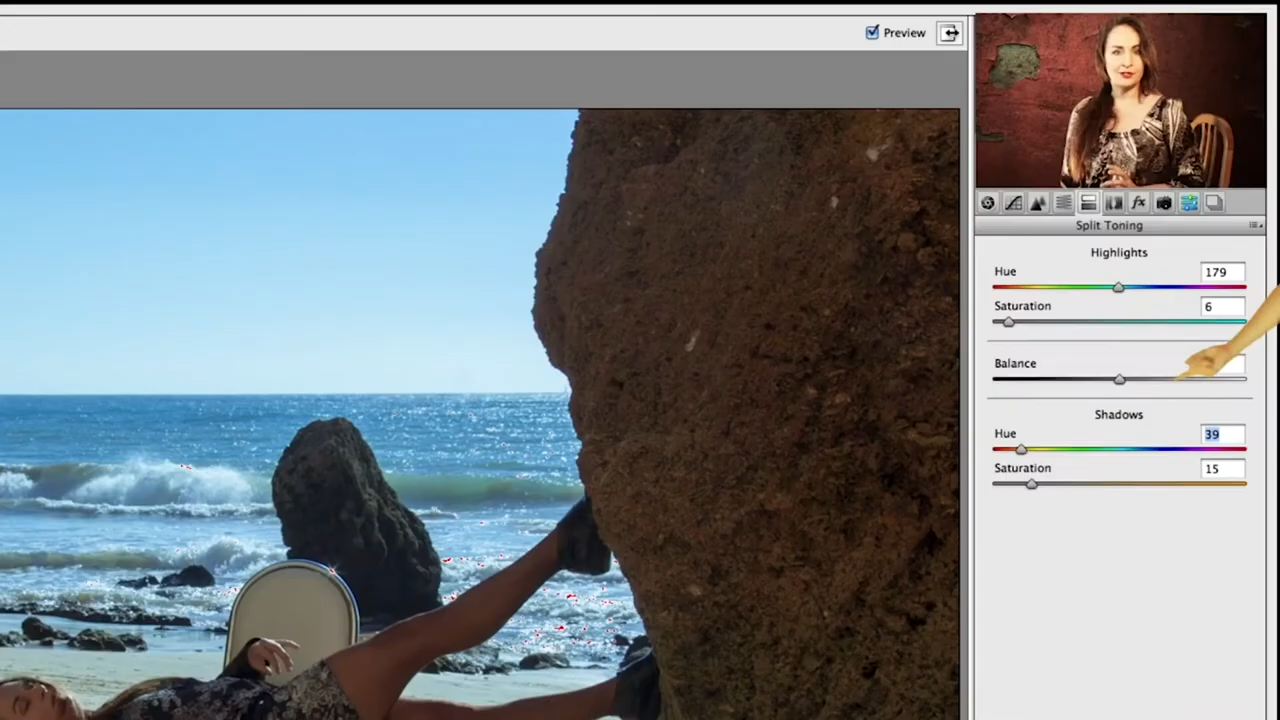 Preview
Split Toning
Highlights
Hue 179
Saturation 6
Balance
Shadows
Hue 39
Saturation 15